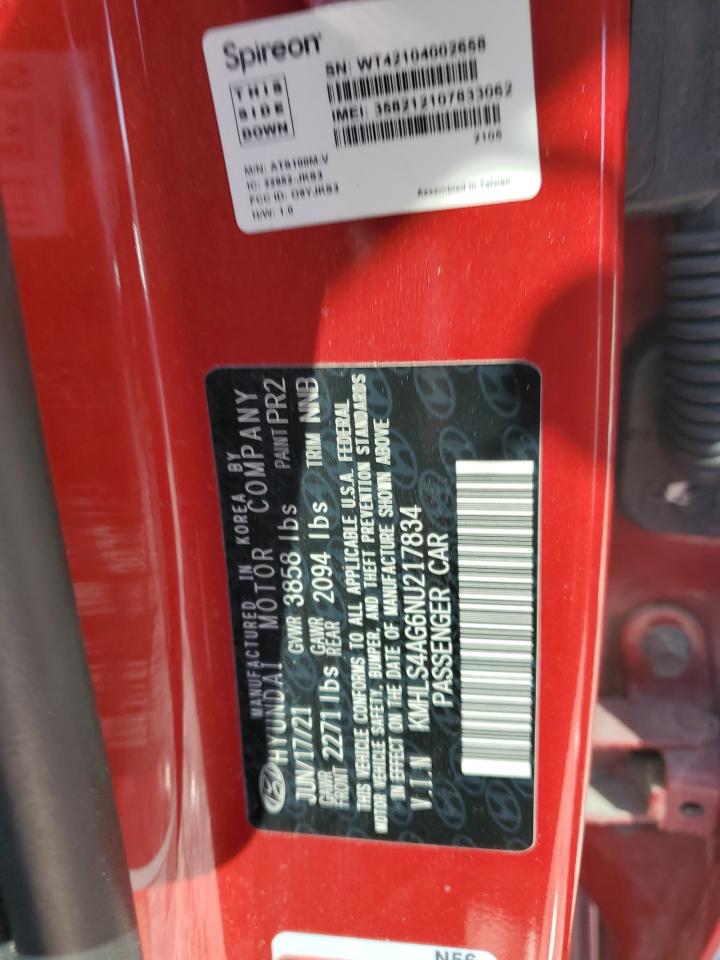 Spireon
THIS
SIDE
DOWN
SN: WT42104002658
IMEI: 358212107833062
2105
M/N: ATS100M-V
FCC ID: O9YJKS3
H/W: 1.0
Assembled in Taiwan
MANUFACTURED IN KOREA BY
HYUNDAI MOTOR COMPANY
JUN/17/21 GVWR 3858 lbs PAINT PR2
GAWR FRONT 2271 lbs GAWR REAR 2094 lbs TRIM NNB
THIS VEHICLE CONFORMS TO ALL APPLICABLE U.S.A. FEDERAL
MOTOR VEHICLE SAFETY, BUMPER, AND THEFT PREVENTION STANDARDS
IN EFFECT ON THE DATE OF MANUFACTURE SHOWN ABOVE
V.I.N KMHLS4AG6NU217834
PASSENGER CAR
N56